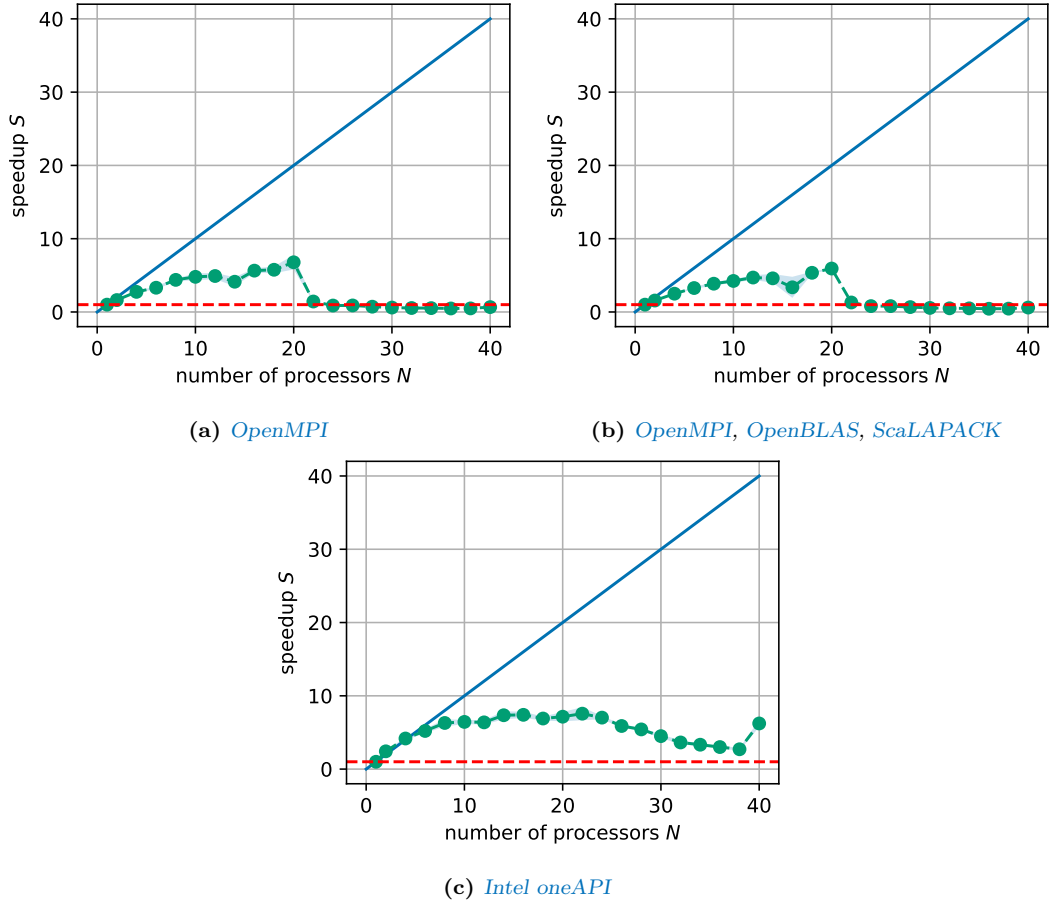 40
30
20
10
0
speedup S
0 10 20 30 40
number of processors N
(a) OpenMPI
40
30
20
10
0
speedup S
0 10 20 30 40
number of processors N
(b) OpenMPI, OpenBLAS, ScaLAPACK
40
30
20
10
0
speedup S
0 10 20 30 40
number of processors N
(c) Intel oneAPI